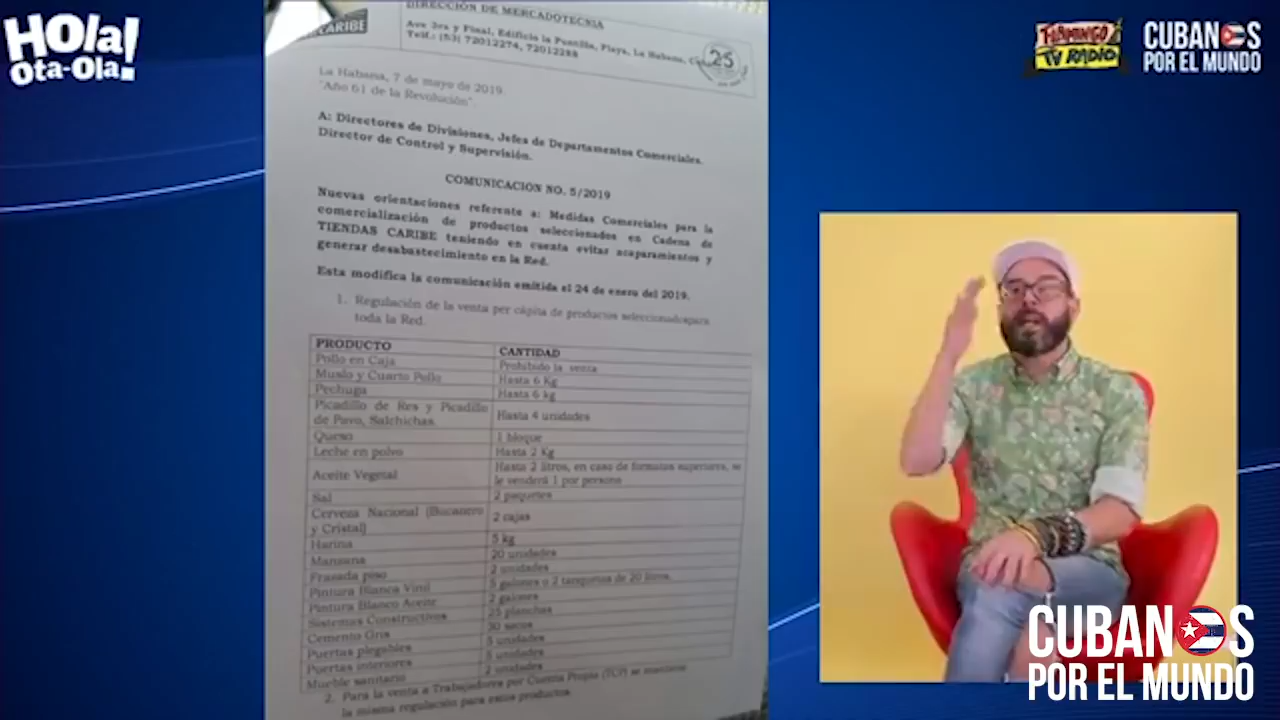 HOla!
Ota-Ola!
CARIBE
DIRECCIÓN DE MERCADOTECNIA
Ave 3ra y Final, Edificio la Puntilla, Playa, La Habana,
Telf.: (53) 72012274, 72012288
25
FLAMINGO
TV RADIO
CUBANOS
POR EL MUNDO
La Habana, 7 de mayo de 2019.
"Año 61 de la Revolución".
A: Directores de Divisiones, Jefes de Departamentos Comerciales.
Director de Control y Supervisión.
COMUNICACIÓN NO. 5/2019
Nuevas orientaciones referente a: Medidas Comerciales para la
comercialización de productos seleccionados en Cadena de
TIENDAS CARIBE teniendo en cuenta evitar acaparamientos y
generar desabastecimiento en la Red.
Esta modifica la comunicación emitida el 24 de enero del 2019.
1. Regulación de la venta per cápita de productos seleccionadospara
toda la Red.
PRODUCTO CANTIDAD
Pollo en Caja Prohibido la venta
Muslo y Cuarto Pollo Hasta 6 Kg
Pechuga Hasta 6 kg
Picadillo de Res y Picadillo
de Pavo, Salchichas. Hasta 4 unidades
Queso 1 bloque
Leche en polvo Hasta 2 Kg
Aceite Vegetal Hasta 2 litros, en caso de formatos superiores, se
le venderá 1 por persona
Sal 2 paquetes
Cerveza Nacional (Bucanero
y Cristal) 2 cajas
Harina 5 kg
Manzana 20 unidades
Frazada piso 2 unidades
Pintura Blanca Vinil 5 galones o 2 tanquetas de 20 litros.
Pintura Blanco Aceite 2 galones
Sistemas Constructivos 25 planchas
Cemento Gris 30 sacos
Puertas plegables 5 unidades
Puertas interiores 5 unidades
Mueble sanitario 2 unidades
2. Para la venta a Trabajadores por Cuenta Propia (TCP) se mantiene
la misma regulación para estos productos.
CUBANOS
POR EL MUNDO